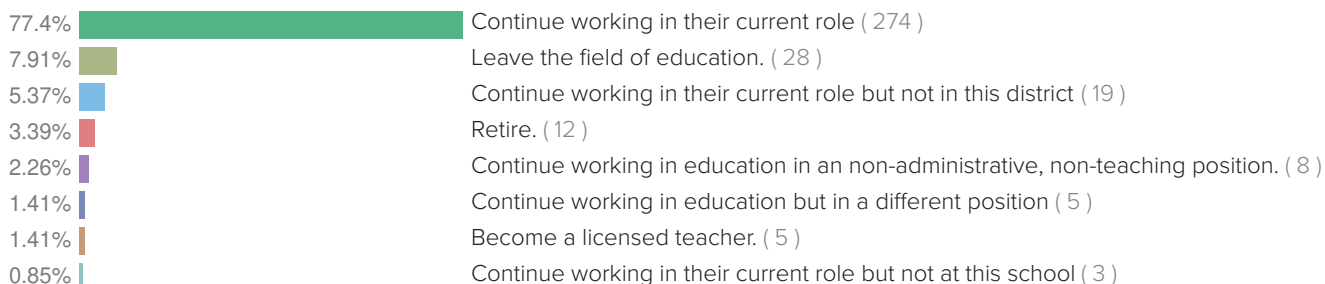 77.4% Continue working in their current role ( 274 )
7.91% Leave the field of education. ( 28 )
5.37% Continue working in their current role but not in this district ( 19 )
3.39% Retire. ( 12 )
2.26% Continue working in education in an non-administrative, non-teaching position. ( 8 )
1.41% Continue working in education but in a different position ( 5 )
1.41% Become a licensed teacher. ( 5 )
0.85% Continue working in their current role but not at this school ( 3 )